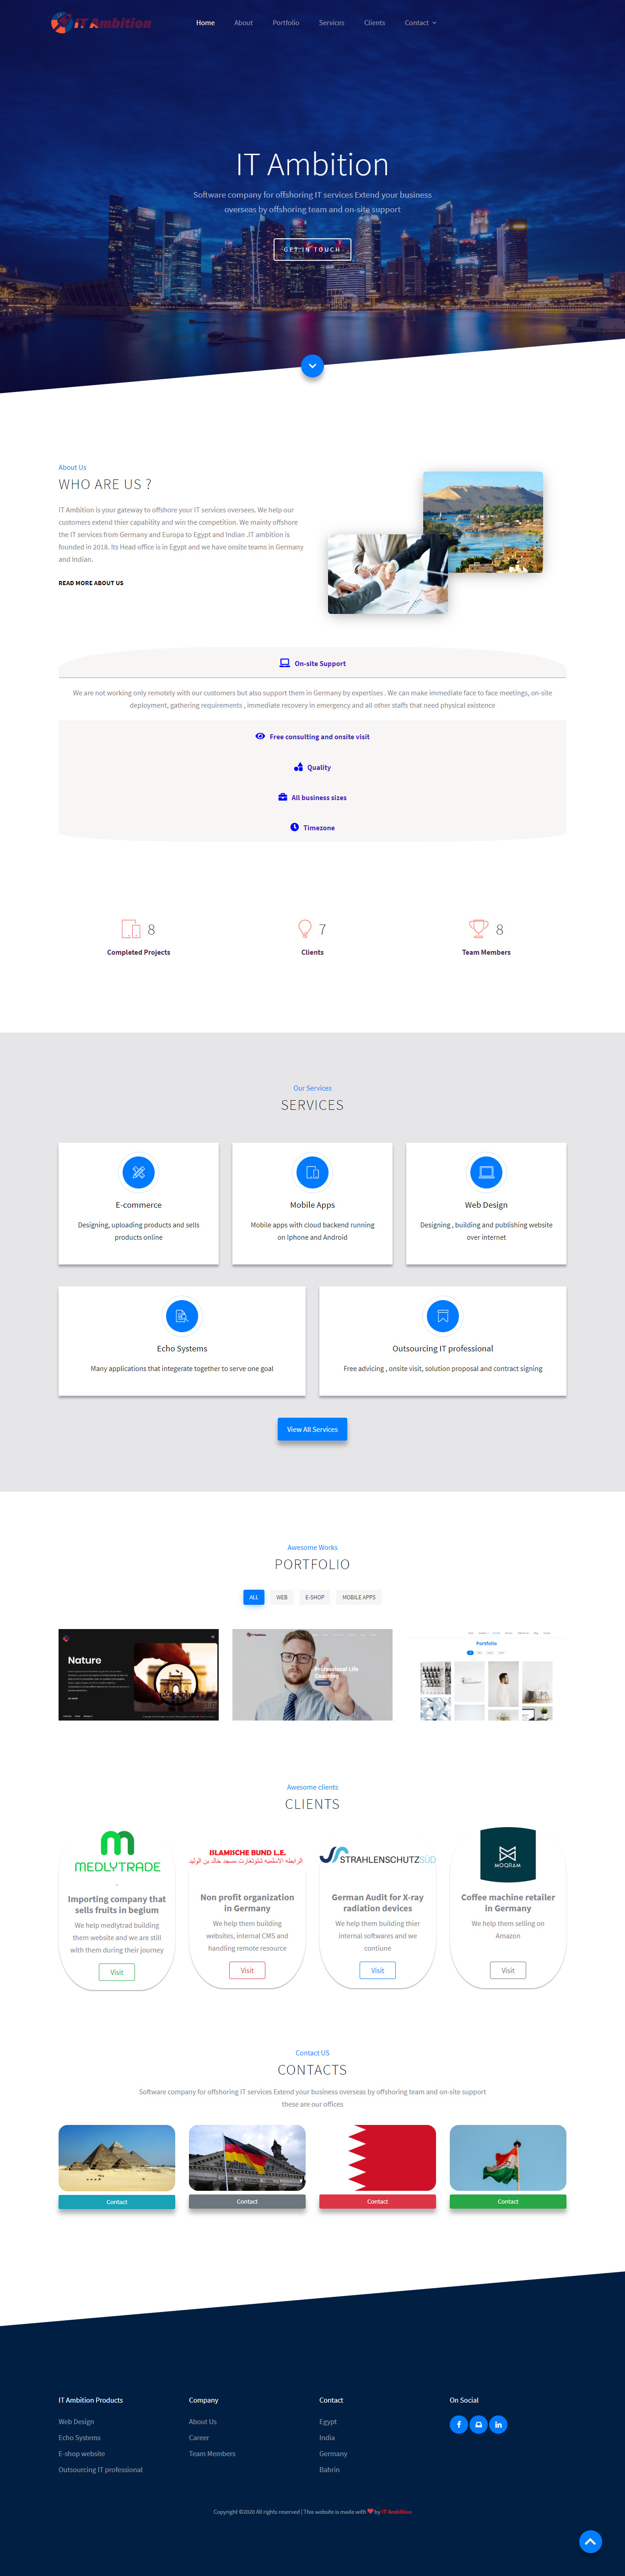 IT Ambition
Home
About
Portfolio
Services
Clients
Contact
IT Ambition
Software company for offshoring IT services Extend your business
overseas by offshoring team and on-site support
GET IN TOUCH
About Us
WHO ARE US ?
IT Ambition is your gateway to offshore your IT services oversees. We help our
customers extend thier capability and win the competition. We mainly offshore
the IT services from Germany and Europa to Egypt and Indian .IT ambition is
founded in 2018. Its Head office is in Egypt and we have onsite teams in Germany
and Indian.
READ MORE ABOUT US
On-site Support
We are not working only remotely with our customers but also support them in Germany by expertises . We can make immediate face to face meetings, on-site
deployment, gathering requirements , immediate recovery in emergency and all other staffs that need physical existence
Free consulting and onsite visit
Quality
All business sizes
Timezone
8
Completed Projects
7
Clients
8
Team Members
Our Services
SERVICES
E-commerce
Designing, uploading products and sells
products online
Mobile Apps
Mobile apps with cloud backend running
on Iphone and Android
Web Design
Designing , building and publishing website
over internet
Echo Systems
Many applications that integerate together to serve one goal
Outsourcing IT professional
Free advicing , onsite visit, solution proposal and contract signing
View All Services
Awesome Works
PORTFOLIO
ALL
WEB
E-SHOP
MOBILE APPS
Nature
Professional Life
Coaching
Portfolio
Awesome clients
CLIENTS
MEDLYTRADE
.
Importing company that
sells fruits in begium
We help medlytrad building
them website and we are still
with them during their journey
Visit
ISLAMISCHE BUND L.E.
الرابطه الاسلميه شتوتغارت مسجد خالد بن الوليد
Non profit organization
in Germany
We help them building
websites, internal CMS and
handling remote resource
Visit
STRAHLENSCHUTZSÜD
German Audit for X-ray
radiation devices
We help them building thier
internal softwares and we
contiune
Visit
MOQRAM
Coffee machine retailer
in Germany
We help them selling on
Amazon
Visit
Contact US
CONTACTS
Software company for offshoring IT services Extend your business overseas by offshoring team and on-site support
these are our offices
Contact
Contact
Contact
Contact
IT Ambition Products
Web Design
Echo Systems
E-shop website
Outsourcing IT professional
Company
About Us
Career
Team Members
Contact
Egypt
India
Germany
Bahrin
On Social
Copyright ©2020 All rights reserved | This website is made with by IT Ambition